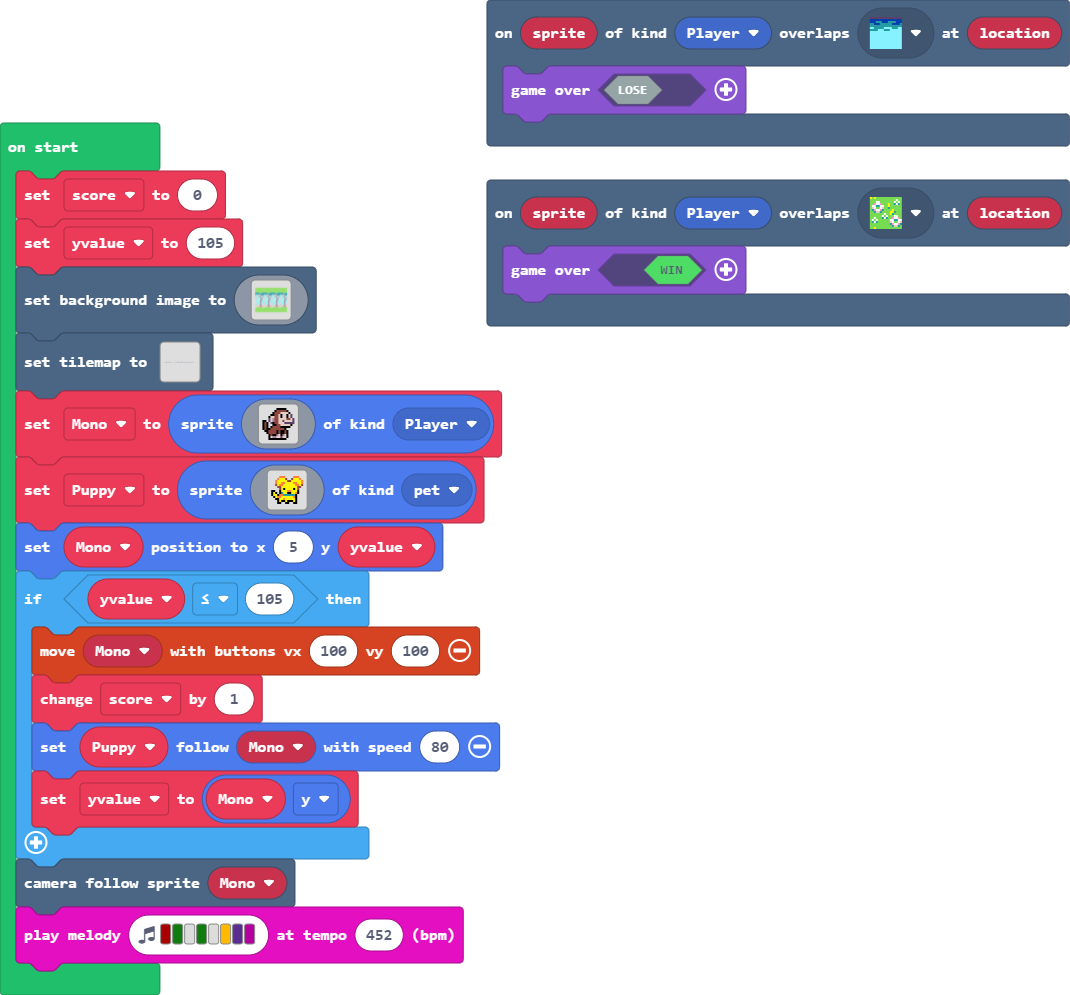 on start
set score to 0
set yvalue to 105
set background image to
set tilemap to
set Mono to sprite of kind Player
set Puppy to sprite of kind pet
set Mono position to x 5 y yvalue
if yvalue ≤ 105 then
move Mono with buttons vx 100 vy 100
change score by 1
set Puppy follow Mono with speed 80
set yvalue to Mono y
camera follow sprite Mono
play melody at tempo 452 (bpm)
on sprite of kind Player overlaps at location
game over LOSE
on sprite of kind Player overlaps at location
game over WIN